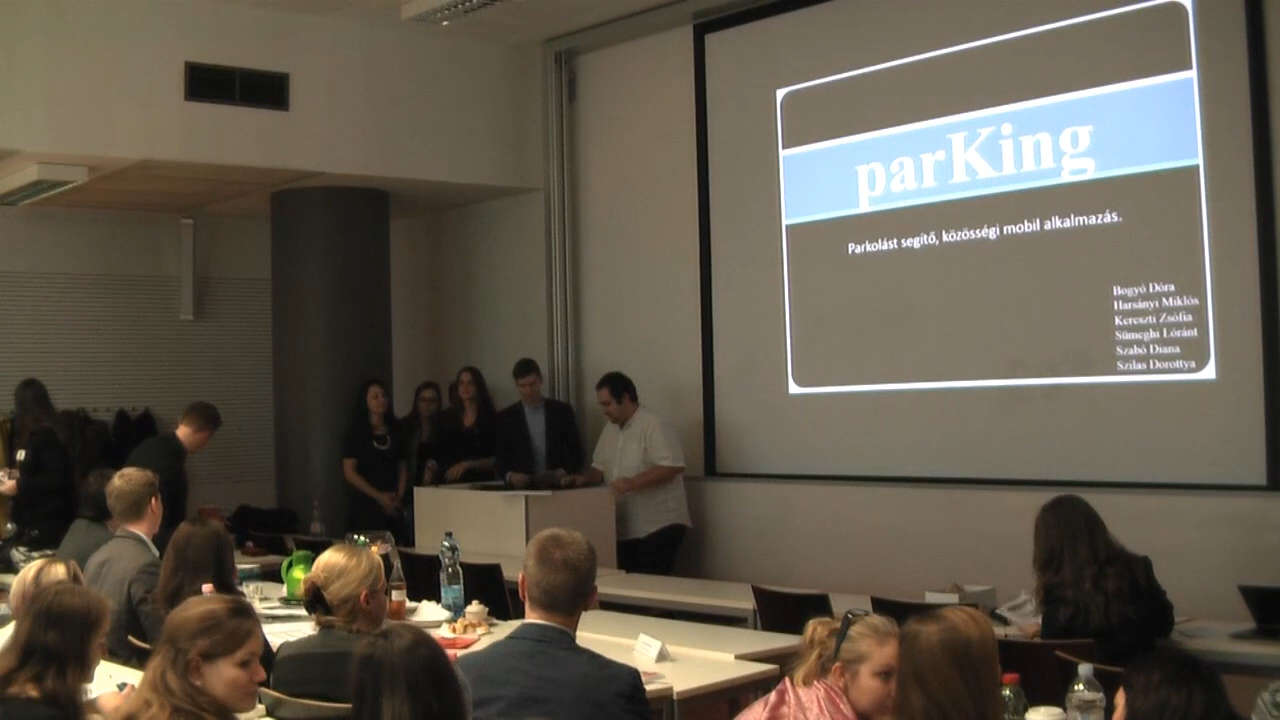 parKing
Parkolást segítő, közösségi mobil alkalmazás.
Bogyó Dóra
Harsányi Miklós
Kereszti Zsófia
Sümeghi Lóránt
Szabó Diana
Szilas Dorottya